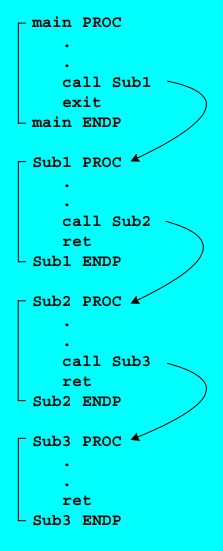 main PROC
.
.
call Sub1
exit
main ENDP
Sub1 PROC
.
.
call Sub2
ret
Sub1 ENDP
Sub2 PROC
.
.
call Sub3
ret
Sub2 ENDP
Sub3 PROC
.
.
ret
Sub3 ENDP